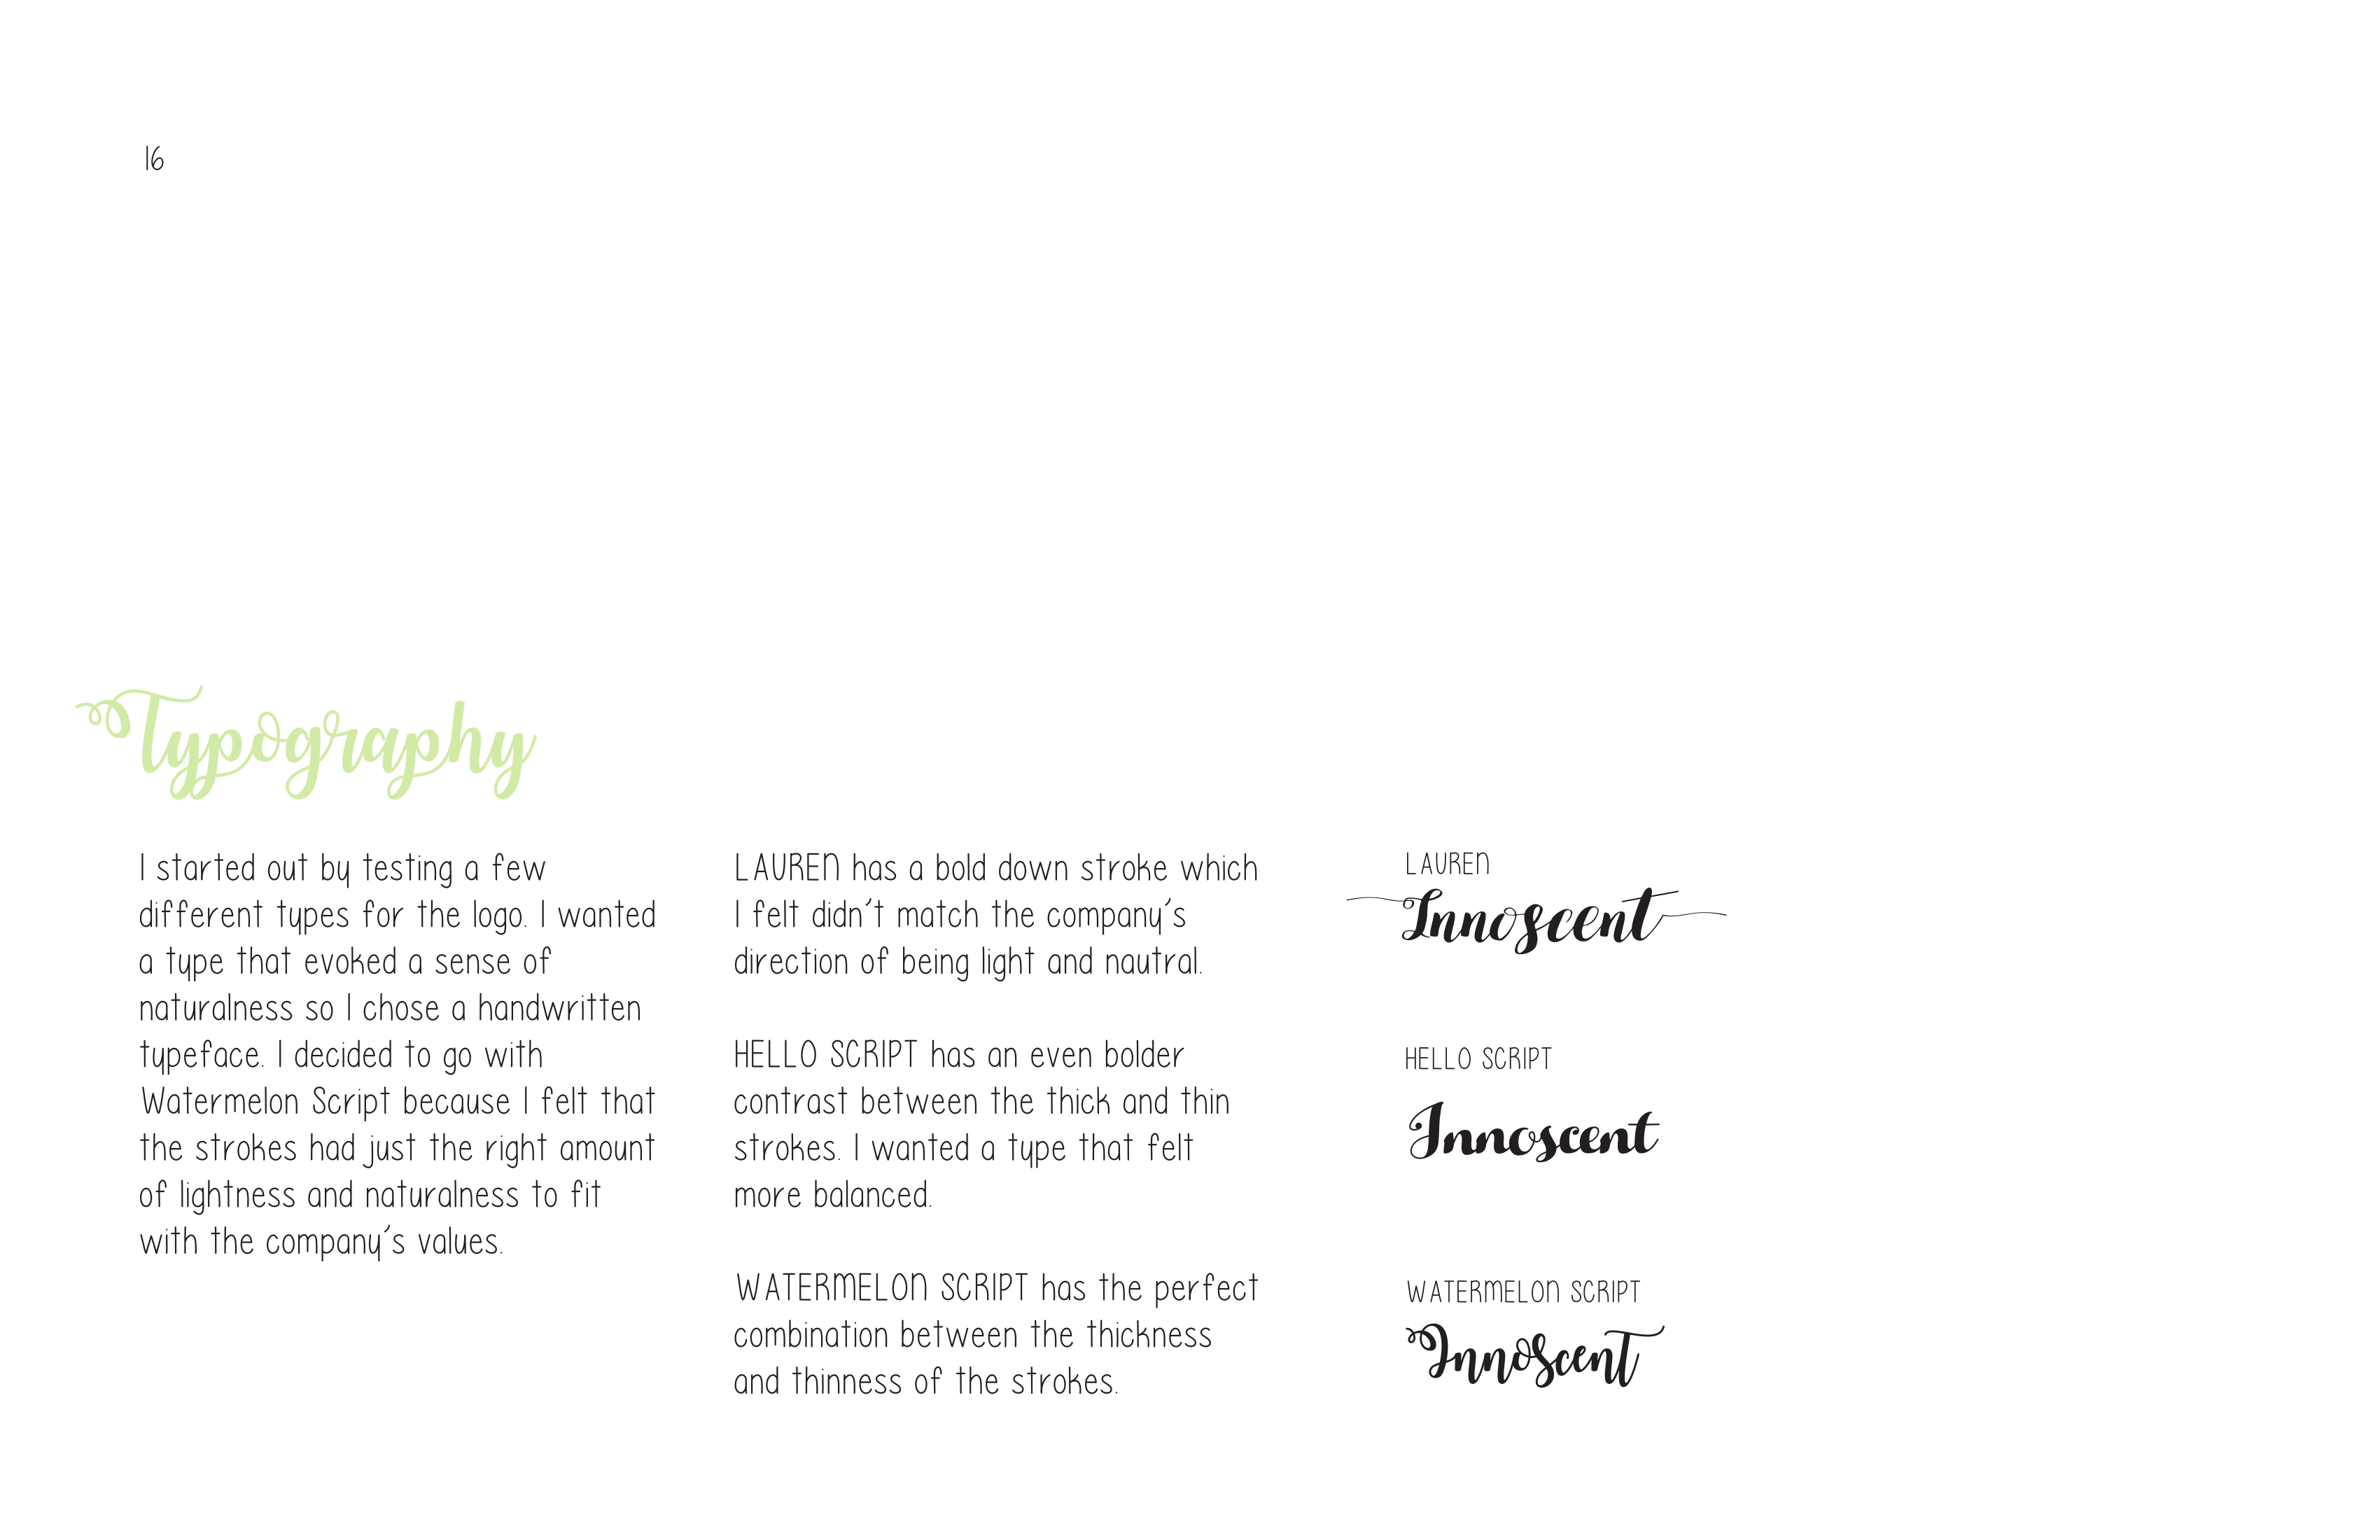 16
Typography
I started out by testing a few
different types for the logo. I wanted
a type that evoked a sense of
naturalness so I chose a handwritten
typeface. I decided to go with
Watermelon Script because I felt that
the strokes had just the right amount
of lightness and naturalness to fit
with the company's values.
LAUREN has a bold down stroke which
I felt didn't match the company's
direction of being light and nautral.
HELLO SCRIPT has an even bolder
contrast between the thick and thin
strokes. I wanted a type that felt
more balanced.
WATERMELON SCRIPT has the perfect
combination between the thickness
and thinness of the strokes.
LAUREN
Innoscent
HELLO SCRIPT
Innoscent
WATERMELON SCRIPT
Innoscent